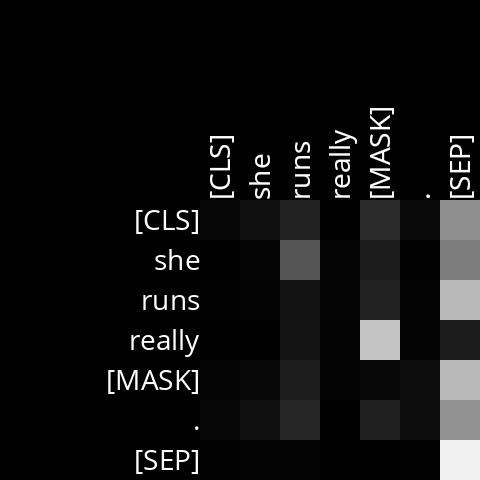 [CLS] she runs really [MASK] . [SEP]
[CLS]
she
runs
really
[MASK]
.
[SEP]